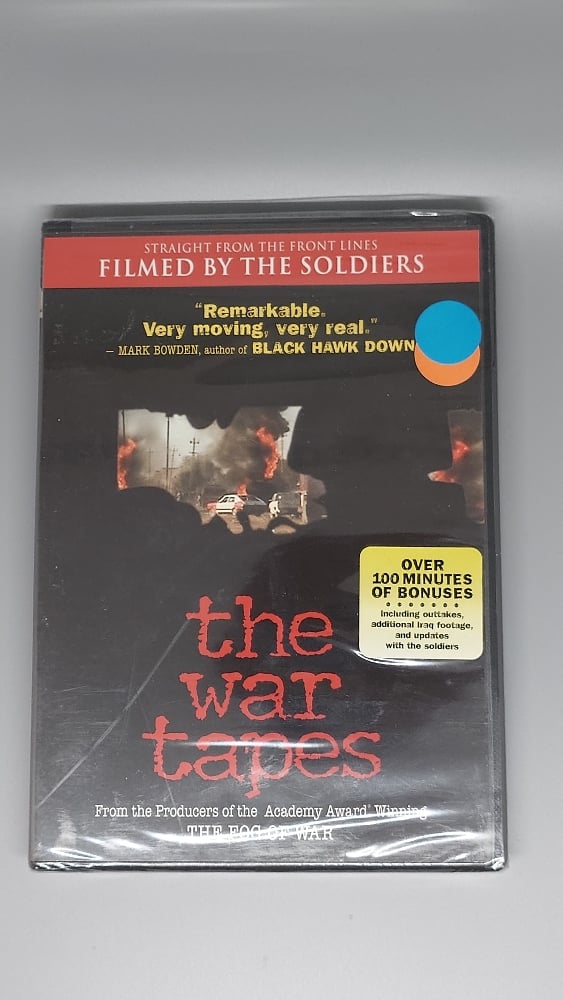 STRAIGHT FROM THE FRONT LINES
FILMED BY THE SOLDIERS
"Remarkable.
Very moving, very real."
– MARK BOWDEN, author of BLACK HAWK DOWN
OVER
100 MINUTES
OF BONUSES
Including outtakes,
additional Iraq footage,
and updates
with the soldiers
the
war
tapes
From the Producers of the Academy Award® Winning
THE FOG OF WAR